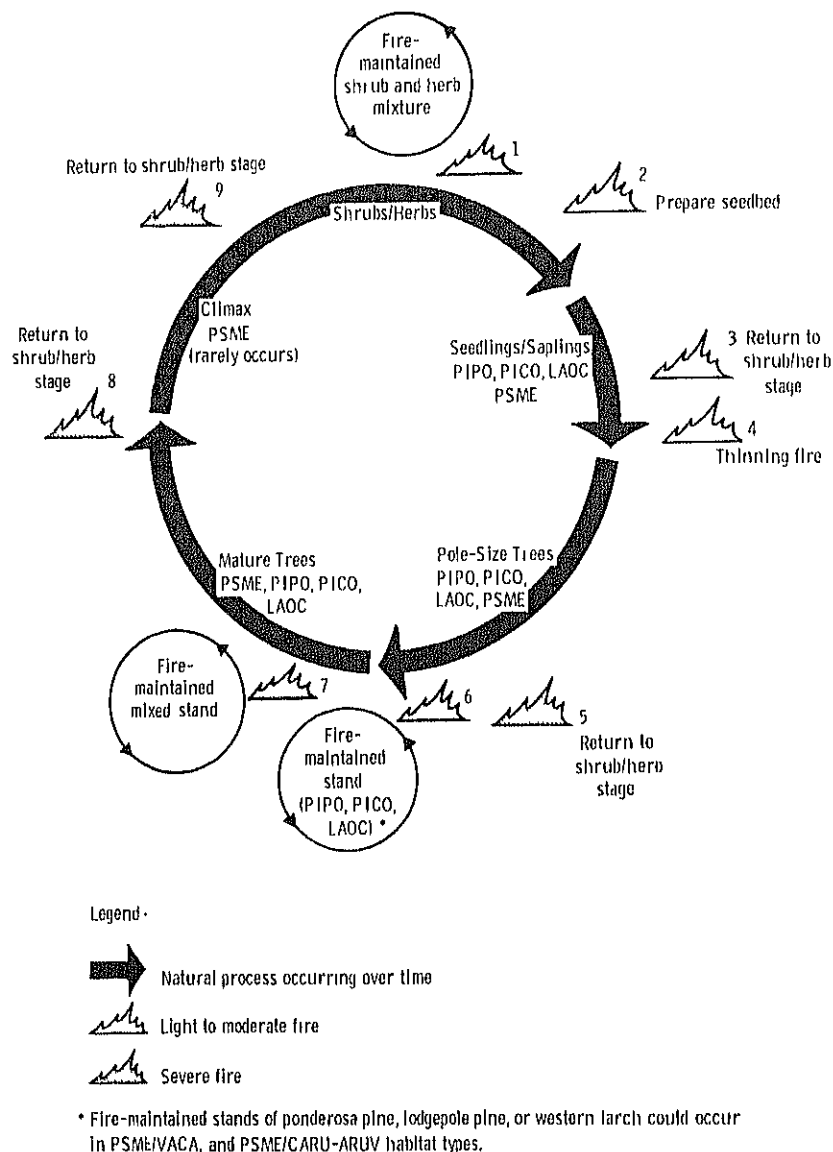 Fire-
maintained
shrub and herb
mixture
1
Return to shrub/herb stage
9
2
Prepare seedbed
Shrubs/Herbs
Climax
PSME
(rarely occurs)
Return to
shrub/herb
stage
8
Seedlings/Saplings
PIPO, PICO, LAOC
PSME
3 Return to
shrub/herb
stage
4
Thinning fire
Mature Trees
PSME, PIPO, PICO,
LAOC
Pole-Size Trees
PIPO, PICO,
LAOC, PSME
Fire-
maintained
mixed stand
7
Fire-
maintained
stand
(PIPO, PICO,
LAOC) *
6
5
Return to
shrub/herb
stage
Legend.
Natural process occurring over time
Light to moderate fire
Severe fire
* Fire-maintained stands of ponderosa pine, lodgepole pine, or western larch could occur
in PSME/VACA, and PSME/CARU-ARUV habitat types.